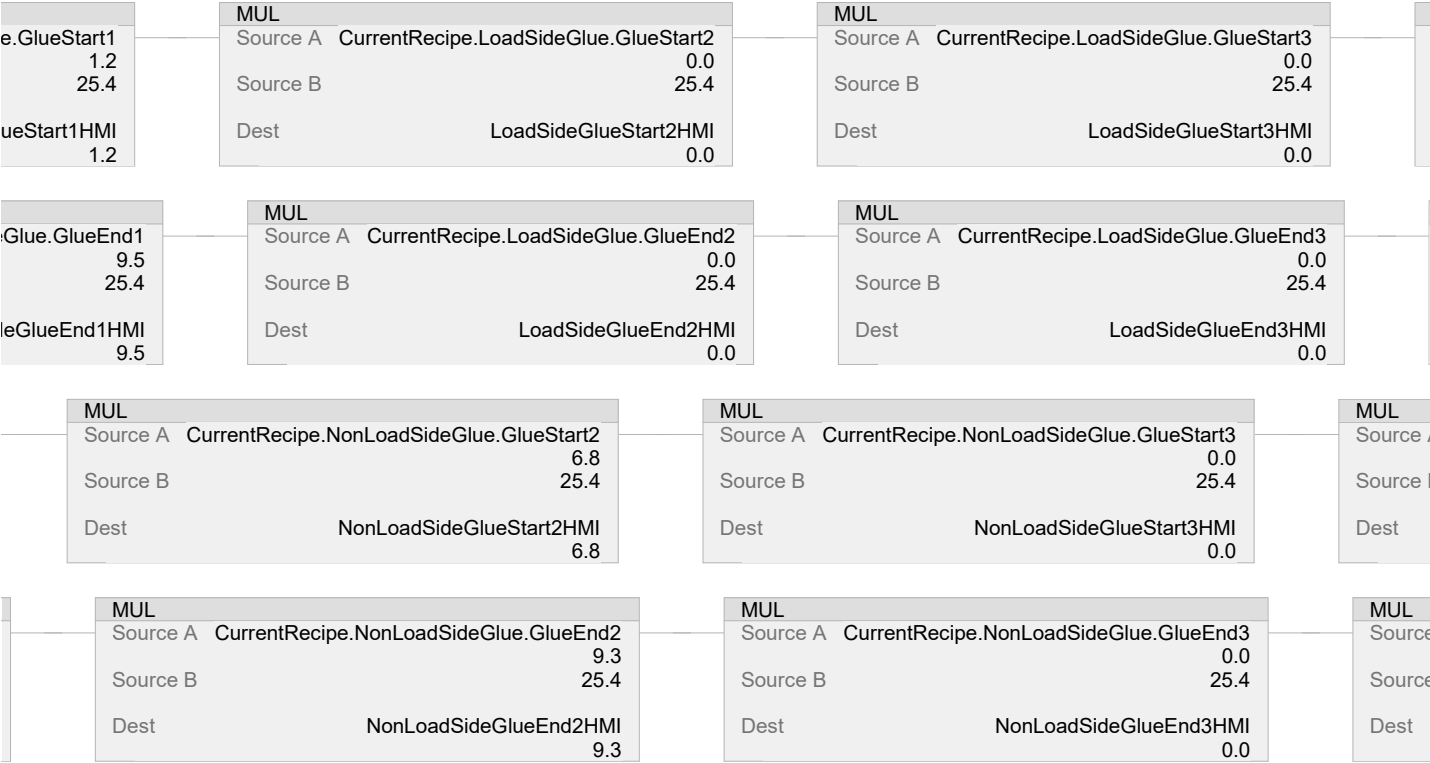 MUL MUL
e.GlueStart1 Source A CurrentRecipe.LoadSideGlue.GlueStart2 Source A CurrentRecipe.LoadSideGlue.GlueStart3
1.2 0.0 0.0
25.4 Source B 25.4 Source B 25.4
ueStart1HMI Dest LoadSideGlueStart2HMI Dest LoadSideGlueStart3HMI
1.2 0.0 0.0
MUL MUL
Glue.GlueEnd1 Source A CurrentRecipe.LoadSideGlue.GlueEnd2 Source A CurrentRecipe.LoadSideGlue.GlueEnd3
9.5 0.0 0.0
25.4 Source B 25.4 Source B 25.4
eGlueEnd1HMI Dest LoadSideGlueEnd2HMI Dest LoadSideGlueEnd3HMI
9.5 0.0 0.0
MUL MUL MUL
Source A CurrentRecipe.NonLoadSideGlue.GlueStart2 Source A CurrentRecipe.NonLoadSideGlue.GlueStart3 Source
6.8 0.0
Source B 25.4 Source B 25.4 Source
Dest NonLoadSideGlueStart2HMI Dest NonLoadSideGlueStart3HMI Dest
6.8 0.0
MUL MUL MUL
Source A CurrentRecipe.NonLoadSideGlue.GlueEnd2 Source A CurrentRecipe.NonLoadSideGlue.GlueEnd3 Source
9.3 0.0
Source B 25.4 Source B 25.4 Source
Dest NonLoadSideGlueEnd2HMI Dest NonLoadSideGlueEnd3HMI Dest
9.3 0.0